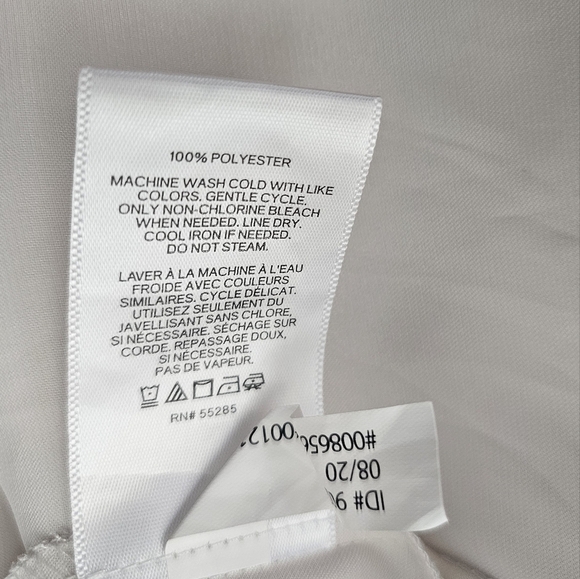 100% POLYESTER
MACHINE WASH COLD WITH LIKE
COLORS. GENTLE CYCLE.
ONLY NON-CHLORINE BLEACH
WHEN NEEDED. LINE DRY.
COOL IRON IF NEEDED.
DO NOT STEAM.
LAVER À LA MACHINE À L'EAU
FROIDE AVEC COULEURS
SIMILAIRES. CYCLE DÉLICAT.
UTILISEZ SEULEMENT DU
JAVELLISANT SANS CHLORE,
SI NÉCESSAIRE. SÉCHAGE SUR
CORDE. REPASSAGE DOUX,
SI NÉCESSAIRE.
PAS DE VAPEUR.
RN# 55285
ID# 9
08/20
#008656